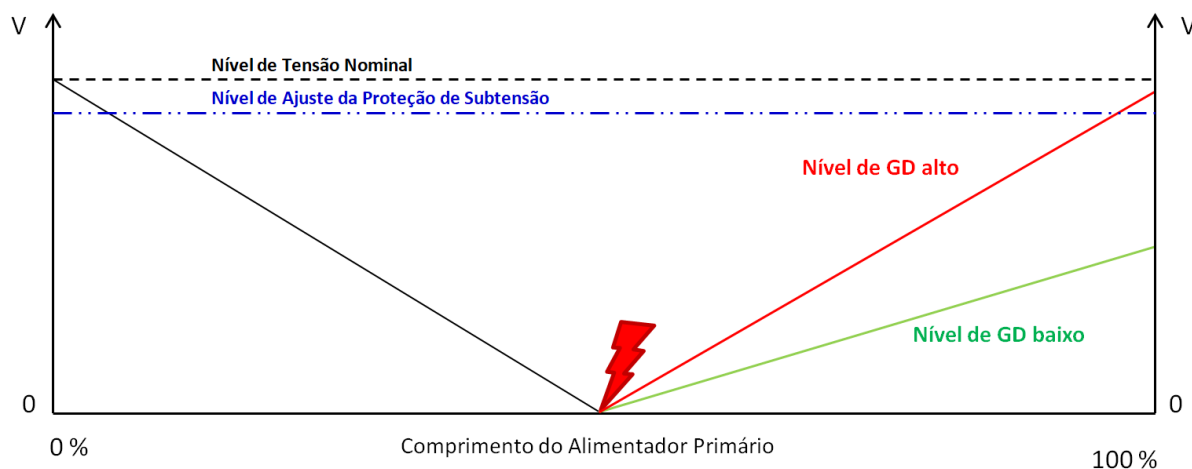 V
V
Nível de Tensão Nominal
Nível de Ajuste da Proteção de Subtensão
Nível de GD alto
Nível de GD baixo
0
0
0 %
Comprimento do Alimentador Primário
100 %